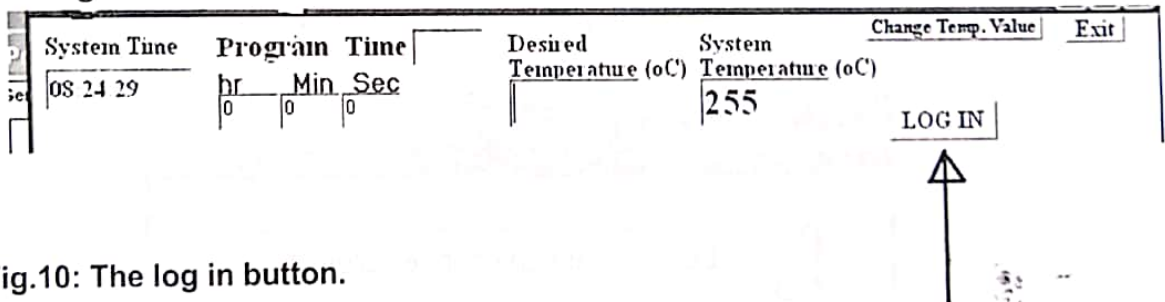 Change Temp. Value Exit
System Time Program Time Desired System
Temperature (oC) Temperature (oC)
hr Min Sec
08 24 29 0 0 0 255
LOG IN
ig.10: The log in button.